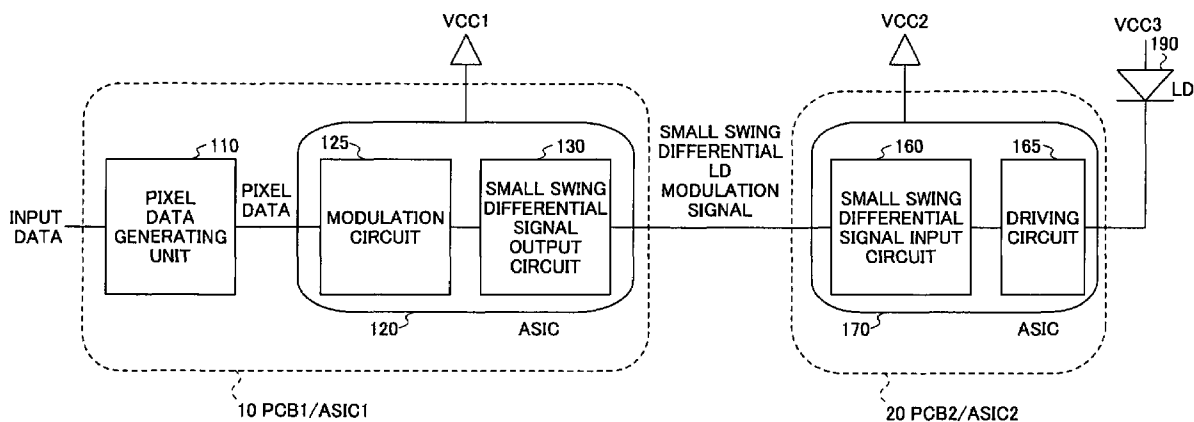 VCC1
VCC2
VCC3
190
LD
110
125
130
160
165
INPUT
DATA
PIXEL
DATA
GENERATING
UNIT
PIXEL
DATA
MODULATION
CIRCUIT
SMALL SWING
DIFFERENTIAL
SIGNAL
OUTPUT
CIRCUIT
SMALL SWING
DIFFERENTIAL
LD
MODULATION
SIGNAL
SMALL SWING
DIFFERENTIAL
SIGNAL INPUT
CIRCUIT
DRIVING
CIRCUIT
120
ASIC
170
ASIC
10 PCB1/ASIC1
20 PCB2/ASIC2